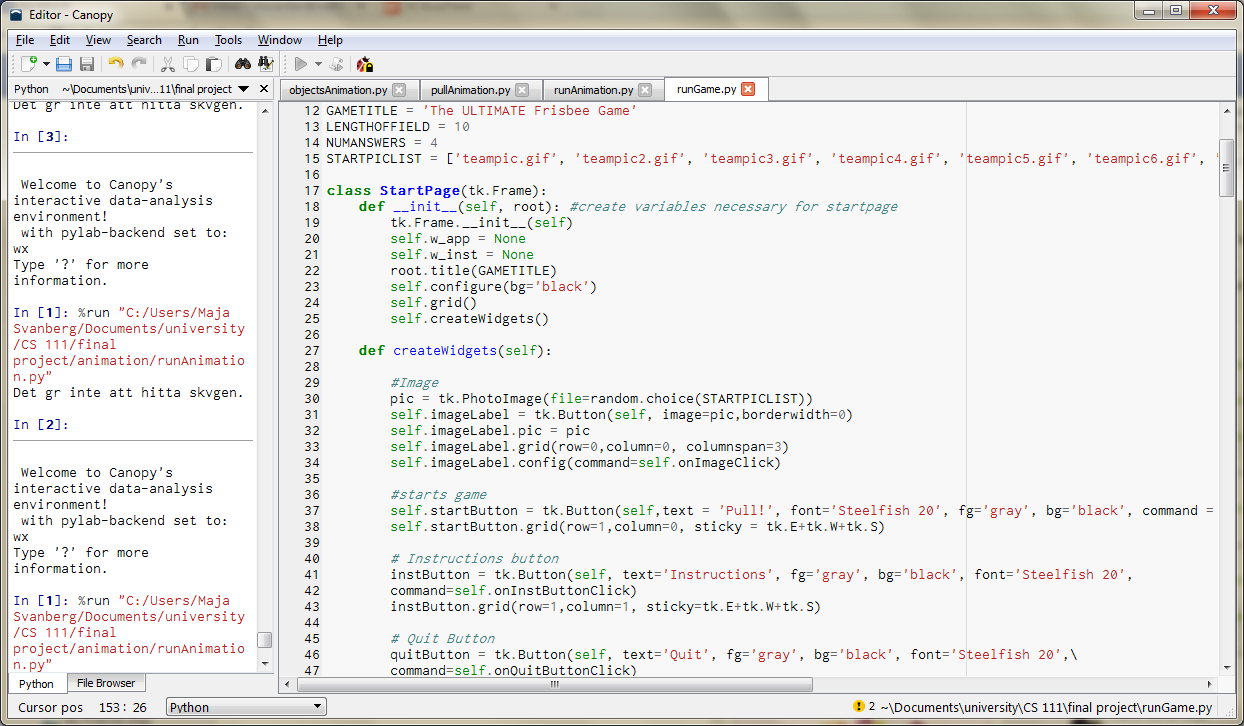 Editor - Canopy
File Edit View Search Run Tools Window Help
Python ~\Documents\univ...11\final project
Det gr inte att hitta skvgen.
In [3]:
Welcome to Canopy's
interactive data-analysis
environment!
with pylab-backend set to:
wx
Type '?' for more
information.
In [1]: %run "C:/Users/Maja
Svanberg/Documents/university
/CS 111/final
project/animation/runAnimatio
n.py"
Det gr inte att hitta skvgen.
In [2]:
Welcome to Canopy's
interactive data-analysis
environment!
with pylab-backend set to:
wx
Type '?' for more
information.
In [1]: %run "C:/Users/Maja
Svanberg/Documents/university
/CS 111/final
project/animation/runAnimatio
n.py"
Python File Browser
objectsAnimation.py pullAnimation.py runAnimation.py runGame.py
12 GAMETITLE = 'The ULTIMATE Frisbee Game'
13 LENGTHOFFIELD = 10
14 NUMANSWERS = 4
15 STARTPICLIST = ['teampic.gif', 'teampic2.gif', 'teampic3.gif', 'teampic4.gif', 'teampic5.gif', 'teampic6.gif', '
16
17 class StartPage(tk.Frame):
18     def __init__(self, root): #create variables necessary for startpage
19         tk.Frame.__init__(self)
20         self.w_app = None
21         self.w_inst = None
22         root.title(GAMETITLE)
23         self.configure(bg='black')
24         self.grid()
25         self.createWidgets()
26
27     def createWidgets(self):
28
29         #Image
30         pic = tk.PhotoImage(file=random.choice(STARTPICLIST))
31         self.imageLabel = tk.Button(self, image=pic,borderwidth=0)
32         self.imageLabel.pic = pic
33         self.imageLabel.grid(row=0,column=0, columnspan=3)
34         self.imageLabel.config(command=self.onImageClick)
35
36         #starts game
37         self.startButton = tk.Button(self,text = 'Pull!', font='Steelfish 20', fg='gray', bg='black', command =
38         self.startButton.grid(row=1,column=0, sticky = tk.E+tk.W+tk.S)
39
40         # Instructions button
41         instButton = tk.Button(self, text='Instructions', fg='gray', bg='black', font='Steelfish 20',
42         command=self.onInstButtonClick)
43         instButton.grid(row=1,column=1, sticky=tk.E+tk.W+tk.S)
44
45         # Quit Button
46         quitButton = tk.Button(self, text='Quit', fg='gray', bg='black', font='Steelfish 20',\
47         command=self.onQuitButtonClick)
Cursor pos 153 : 26 Python 2 ~\Documents\university\CS 111\final project\runGame.py